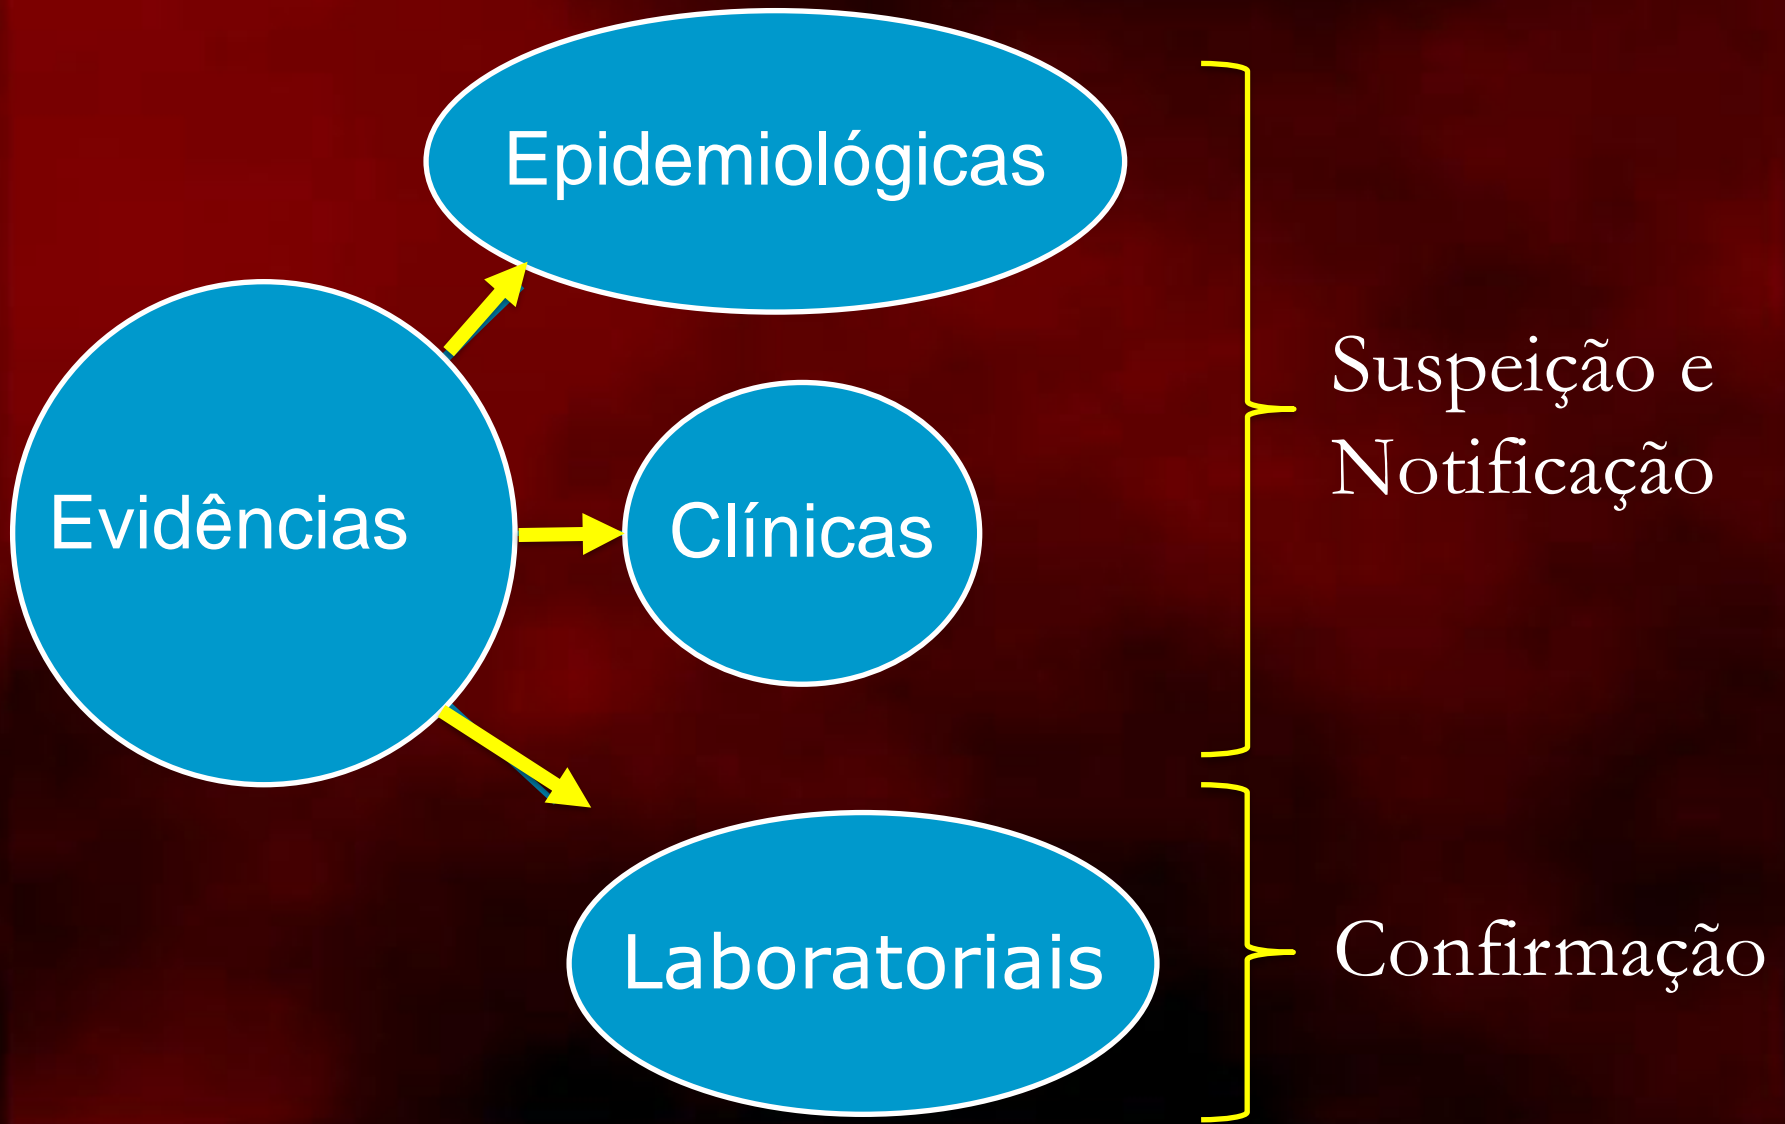 Epidemiológicas
Evidências
Clínicas
Laboratoriais
Suspeição e
Notificação
Confirmação